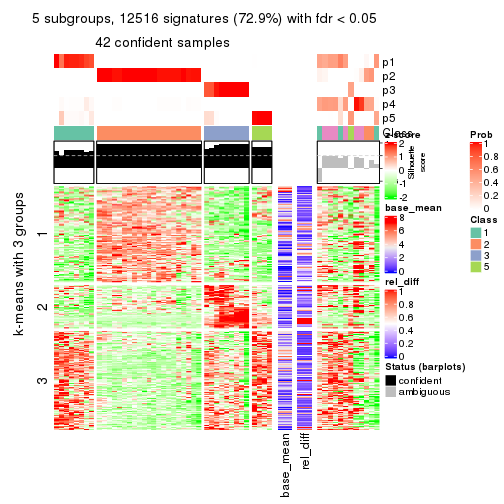 5 subgroups, 12516 signatures (72.9%) with fdr < 0.05
42 confident samples
p1
p2
p3
p4
p5
Class
z-score
2
1
0
-1
-2
Silhouette
score
base_mean
8
6
4
2
0
rel_diff
1
0.8
0.6
0.4
0.2
0
Status (barplots)
confident
ambiguous
Prob
1
0.8
0.6
0.4
0.2
0
Class
1
2
3
5
k-means with 3 groups
1
2
3
base_mean
rel_diff